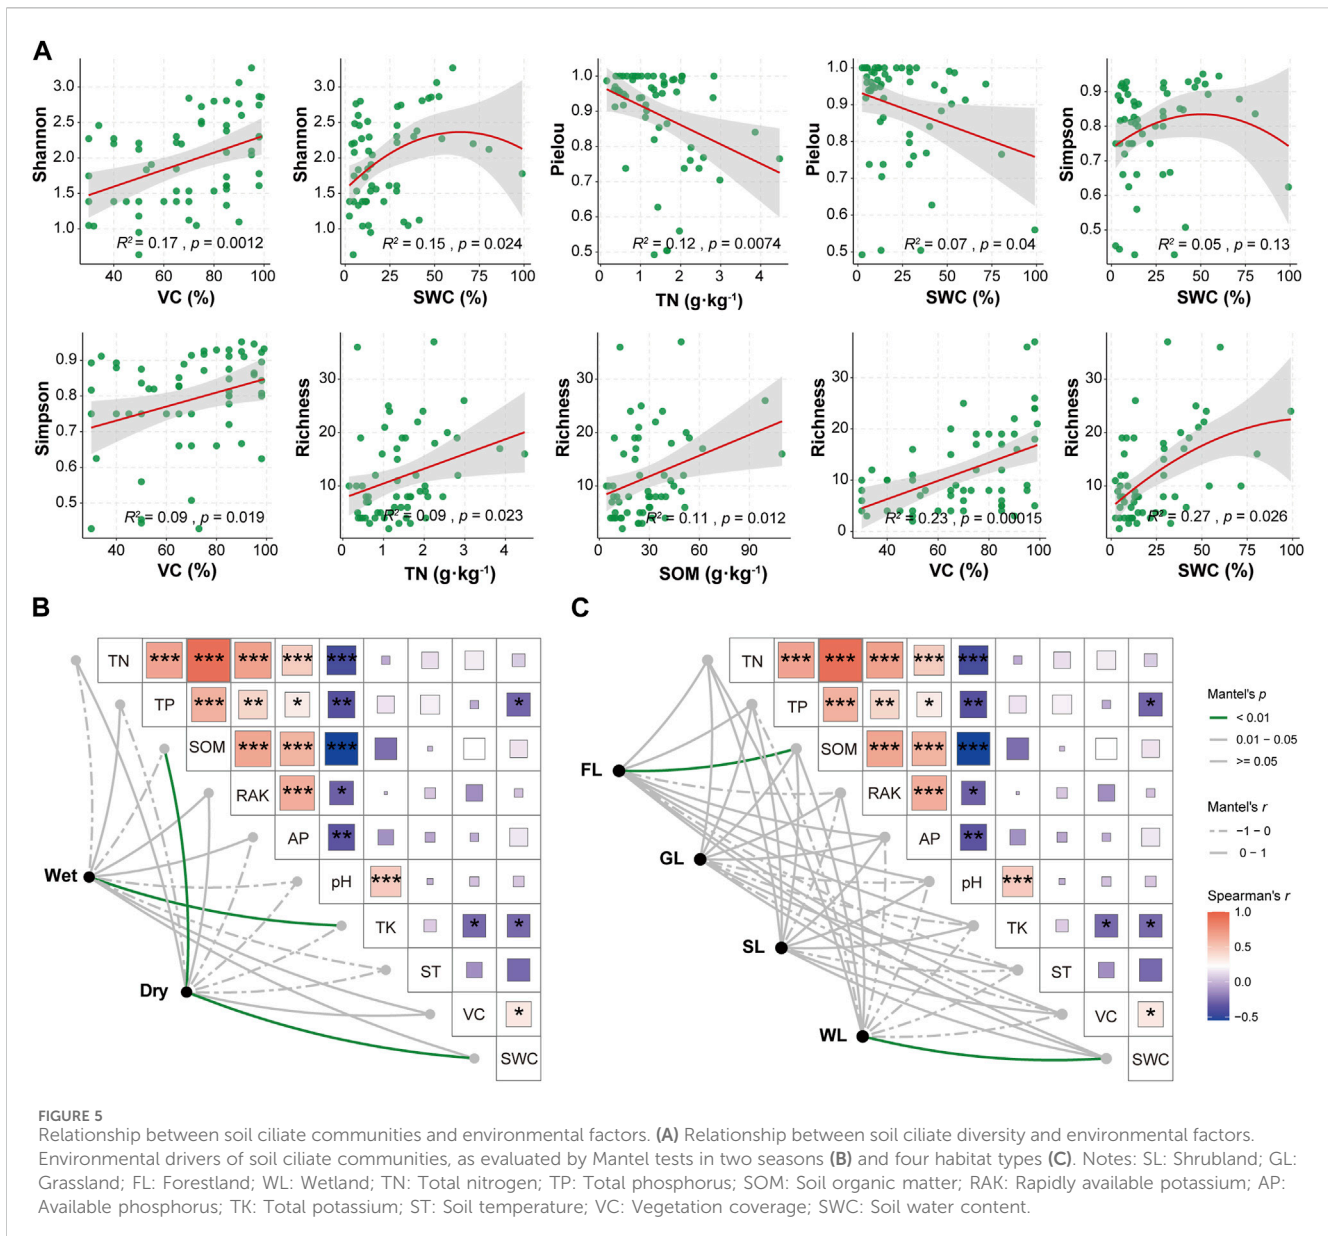 A
Shannon
3.0
2.5
2.0
1.5
1.0
R² = 0.17 , p = 0.0012
40 60 80 100
VC (%)
Shannon
3.0
2.5
2.0
1.5
1.0
R² = 0.15 , p = 0.024
0 25 50 75 100
SWC (%)
Pielou
1.0
0.9
0.8
0.7
0.6
0.5
R² = 0.12 , p = 0.0074
0 1 2 3 4
TN (g·kg⁻¹)
Pielou
1.0
0.9
0.8
0.7
0.6
0.5
R² = 0.07 , p = 0.04
0 25 50 75 100
SWC (%)
Simpson
0.9
0.8
0.7
0.6
0.5
R² = 0.05 , p = 0.13
0 25 50 75 100
SWC (%)
Simpson
0.9
0.8
0.7
0.6
0.5
R² = 0.09 , p = 0.019
40 60 80 100
VC (%)
Richness
30
20
10
R² = 0.09 , p = 0.023
0 1 2 3 4
TN (g·kg⁻¹)
Richness
30
20
10
R² = 0.11 , p = 0.012
0 30 60 90
SOM (g·kg⁻¹)
Richness
30
20
10
0
R² = 0.23 , p = 0.00015
40 60 80 100
VC (%)
Richness
30
20
10
R² = 0.27 , p = 0.026
0 25 50 75 100
SWC (%)
B
TN *** *** *** *** ***
TP *** ** * ** *
SOM *** *** ***
RAK *** *
AP **
pH ***
TK * *
ST
VC *
SWC
Wet
Dry
C
TN *** *** *** *** ***
TP *** ** * ** *
SOM *** *** ***
RAK *** *
AP **
pH ***
TK * *
ST
VC *
SWC
FL
GL
SL
WL
Mantel's p
< 0.01
0.01 – 0.05
>= 0.05
Mantel's r
−1 – 0
0 – 1
Spearman's r
1.0
0.5
0.0
−0.5
FIGURE 5
Relationship between soil ciliate communities and environmental factors. (A) Relationship between soil ciliate diversity and environmental factors.
Environmental drivers of soil ciliate communities, as evaluated by Mantel tests in two seasons (B) and four habitat types (C). Notes: SL: Shrubland; GL:
Grassland; FL: Forestland; WL: Wetland; TN: Total nitrogen; TP: Total phosphorus; SOM: Soil organic matter; RAK: Rapidly available potassium; AP:
Available phosphorus; TK: Total potassium; ST: Soil temperature; VC: Vegetation coverage; SWC: Soil water content.